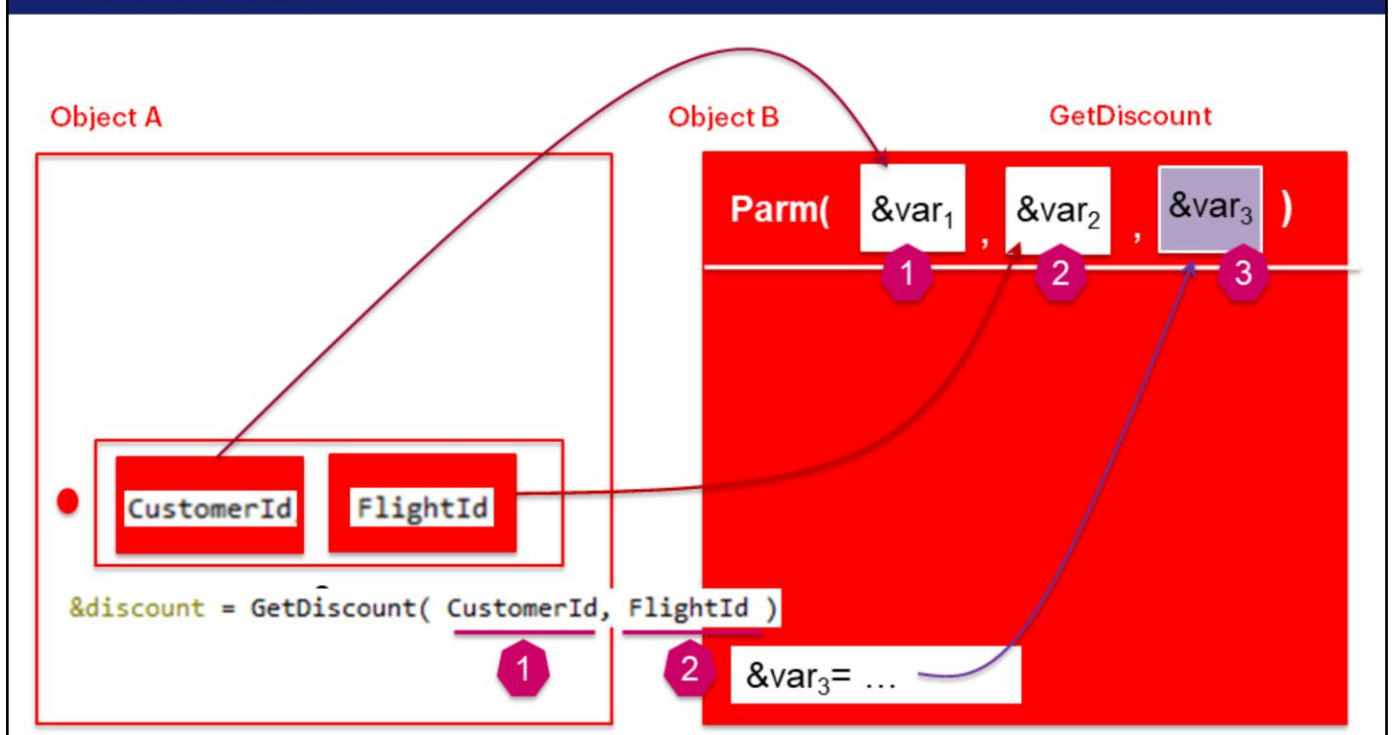 Object A
Object B
GetDiscount
Parm( &var₁ , &var₂ , &var₃ )
1
2
3
CustomerId
FlightId
&discount = GetDiscount( CustomerId, FlightId )
1
2
&var₃= ...